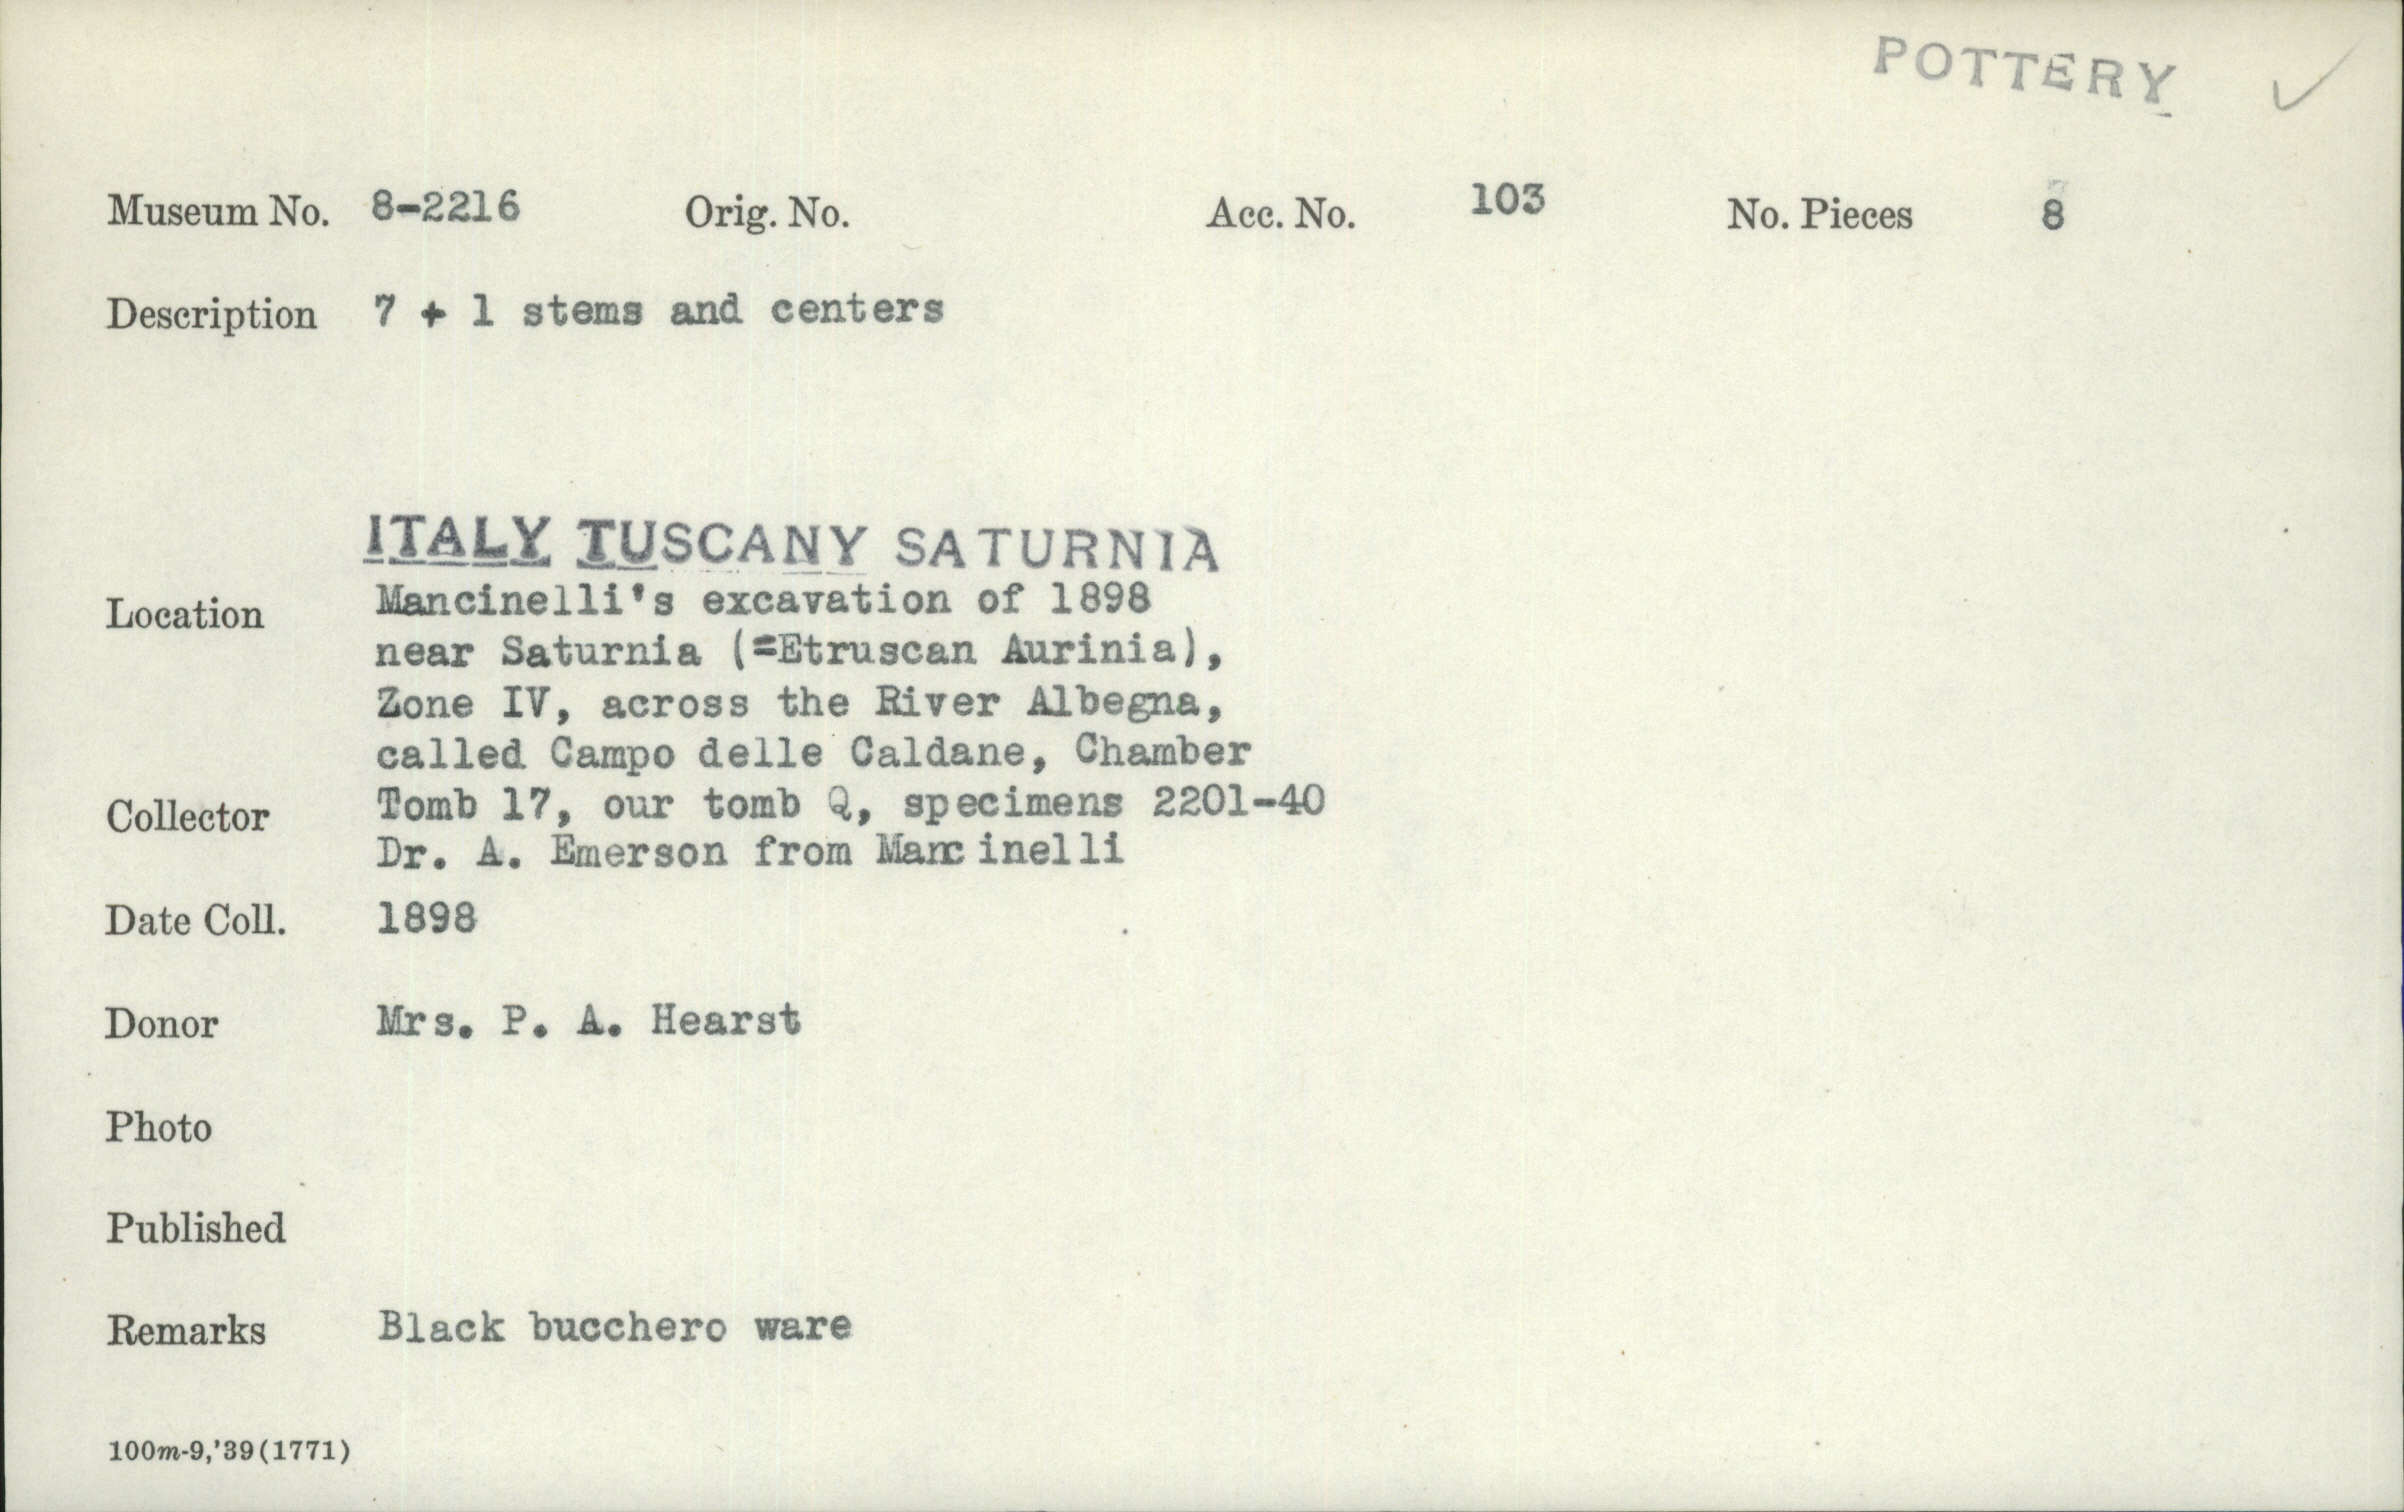 POTTERY ✓
Museum No. 8-2216 Orig. No. Acc. No. 103 No. Pieces 8
Description 7 + 1 stems and centers
ITALY TUSCANY SATURNIA
Location Mancinelli's excavation of 1898
near Saturnia (=Etruscan Aurinia),
Zone IV, across the River Albegna,
called Campo delle Caldane, Chamber
Tomb 17, our tomb Q, specimens 2201-40
Collector Dr. A. Emerson from Mancinelli
Date Coll. 1898
Donor Mrs. P. A. Hearst
Photo
Published
Remarks Black bucchero ware
100m-9,'39(1771)